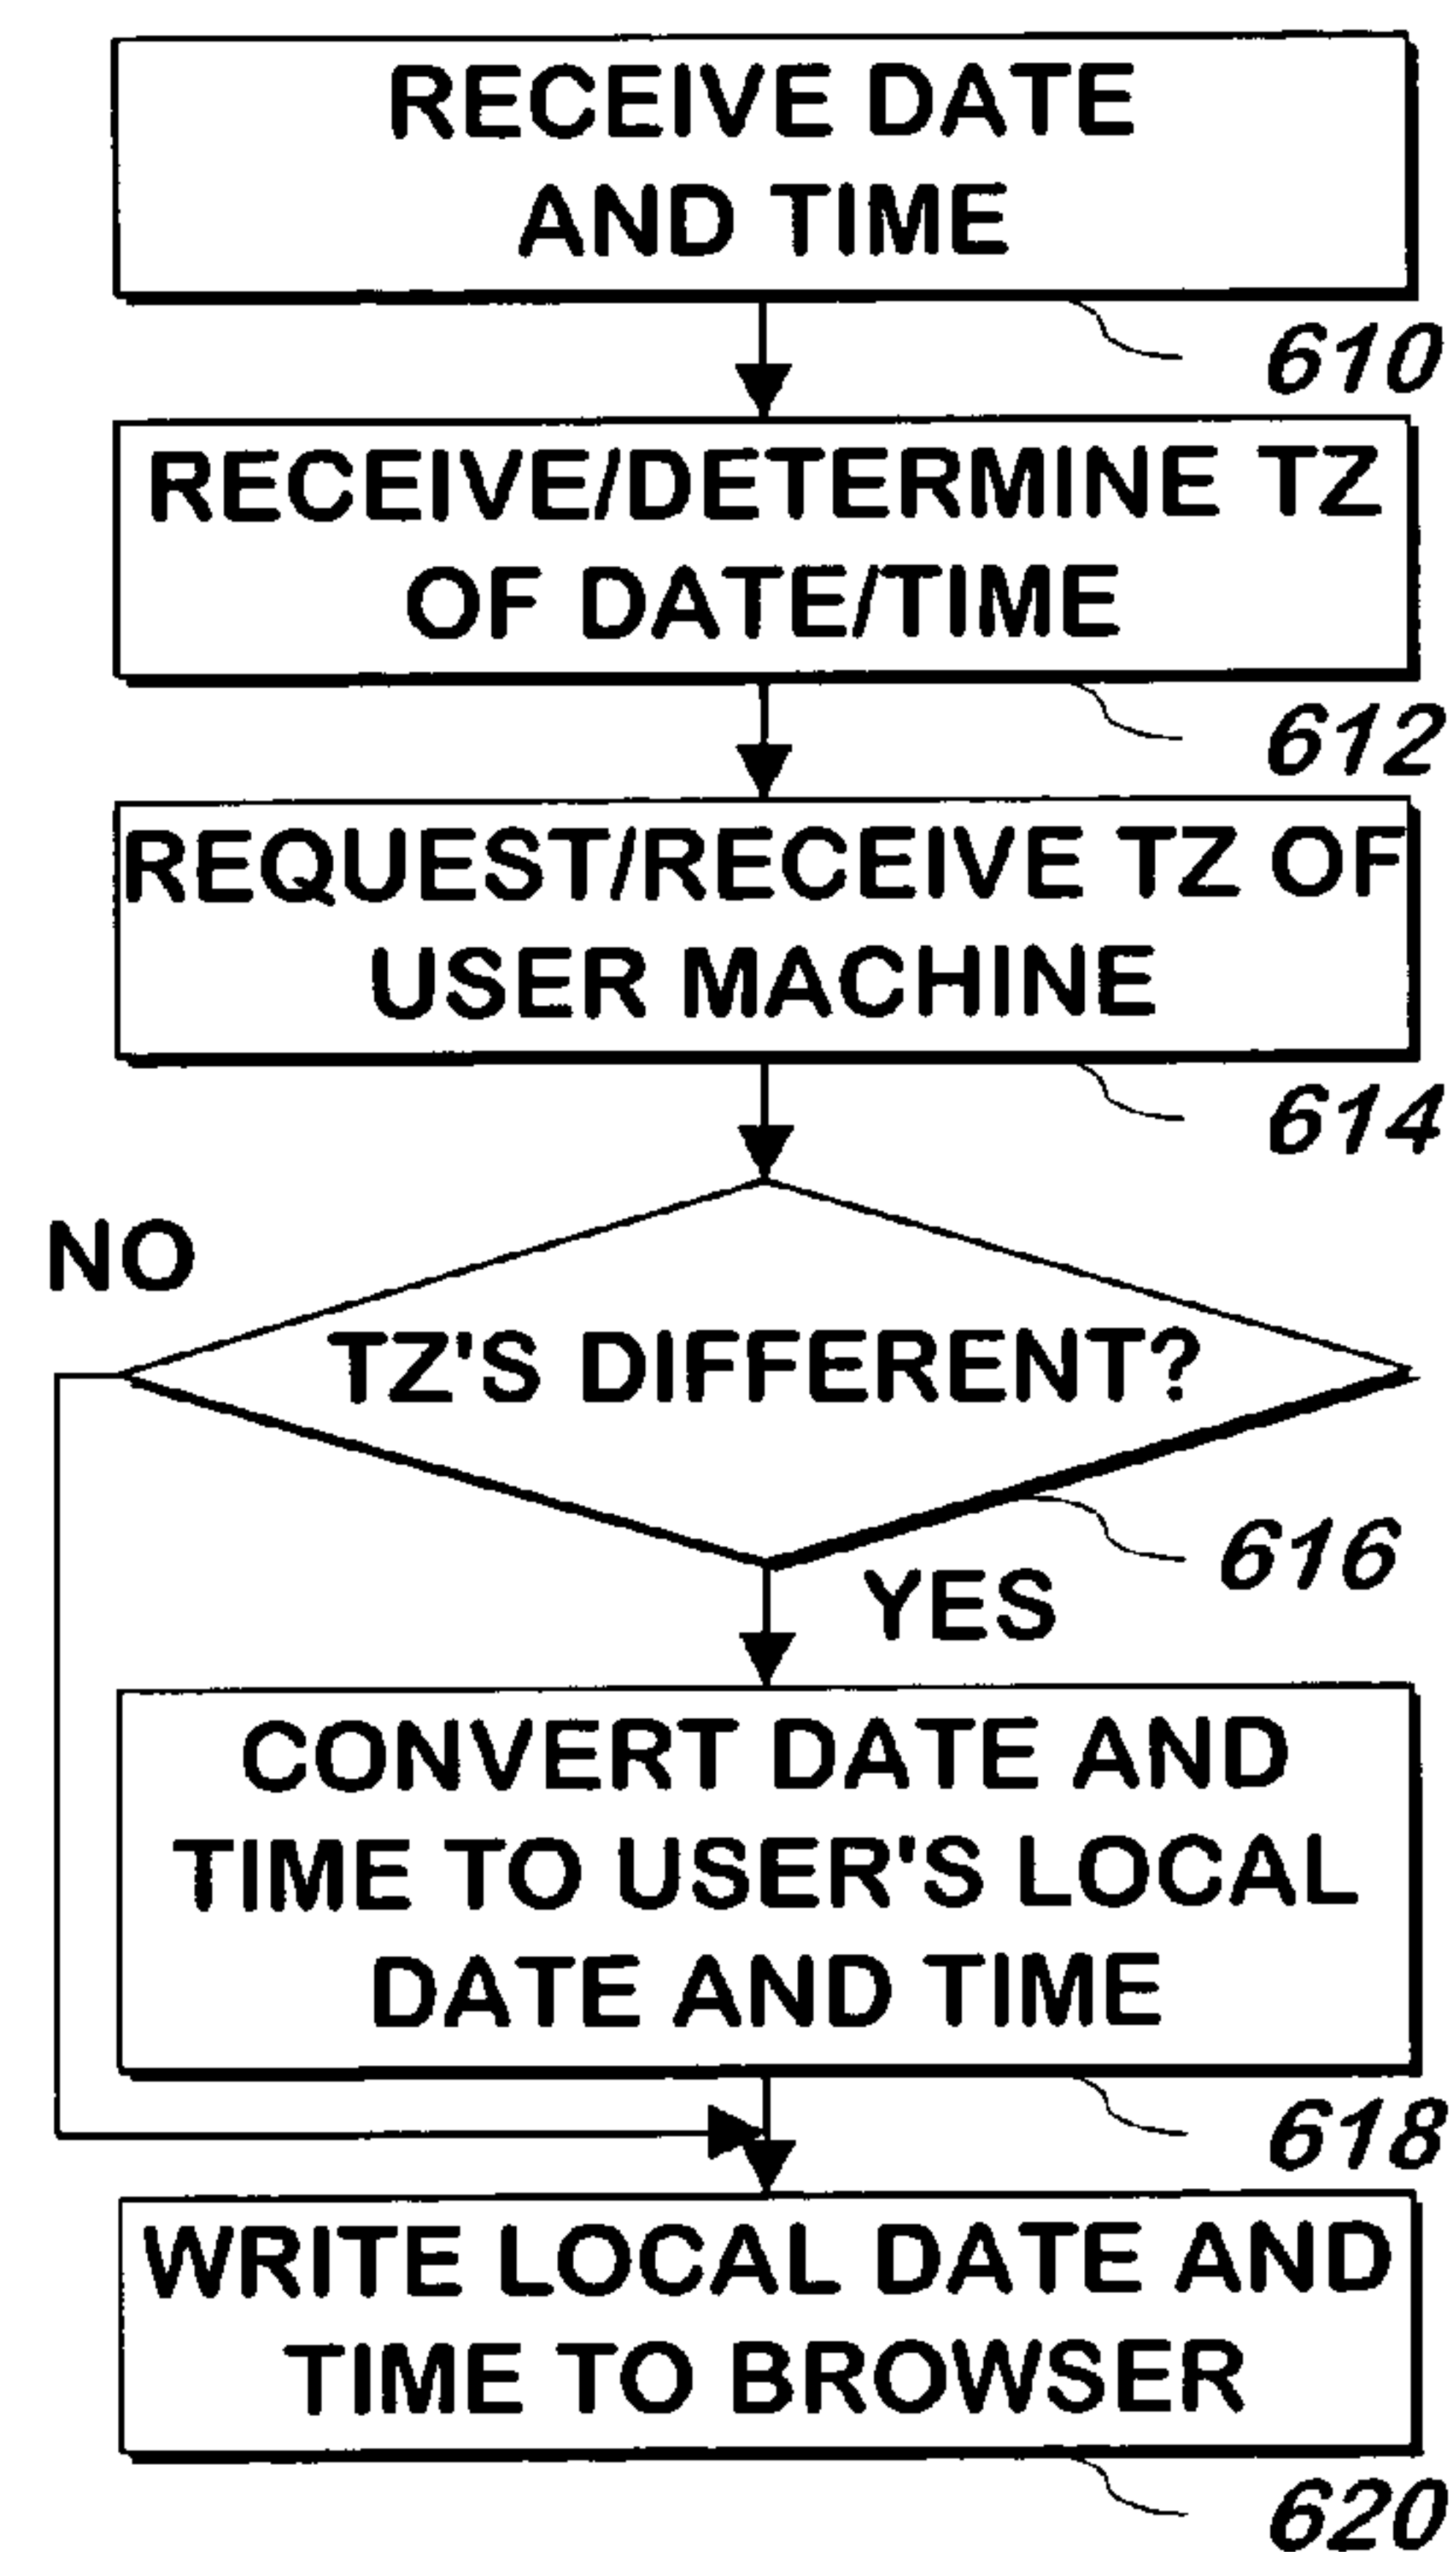 RECEIVE DATE
AND TIME
610
RECEIVE/DETERMINE TZ
OF DATE/TIME
612
REQUEST/RECEIVE TZ OF
USER MACHINE
614
NO
TZ'S DIFFERENT?
616
YES
CONVERT DATE AND
TIME TO USER'S LOCAL
DATE AND TIME
618
WRITE LOCAL DATE AND
TIME TO BROWSER
620